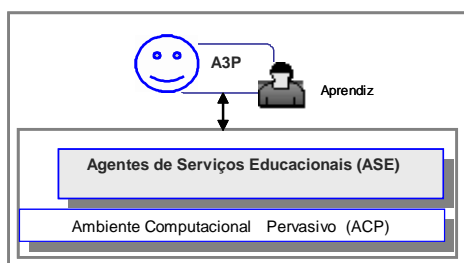 A3P
Aprendiz
Agentes de Serviços Educacionais (ASE)
Ambiente Computacional Pervasivo (ACP)